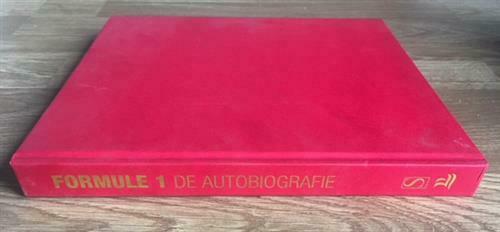 FORMULE 1 DE AUTOBIOGRAFIE